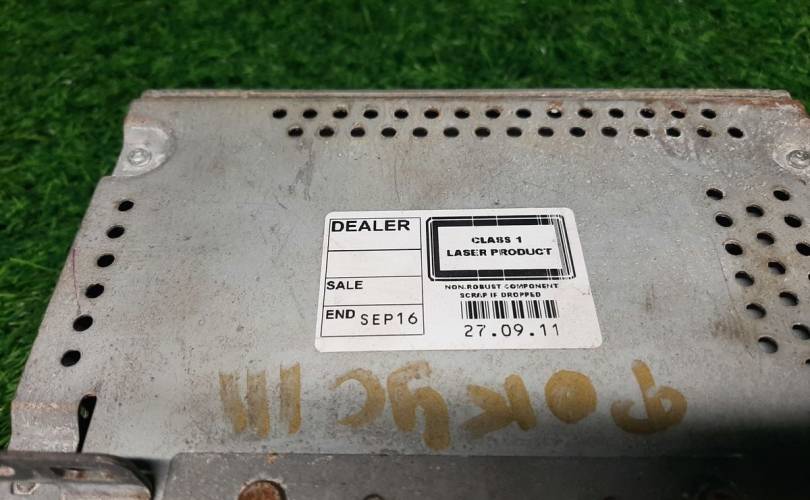 DEALER
SALE
END SEP16
CLASS 1
LASER PRODUCT
NON.ROBUST COMPONENT
SCRAP IF DROPPED
27.09.11
ФОКУС III